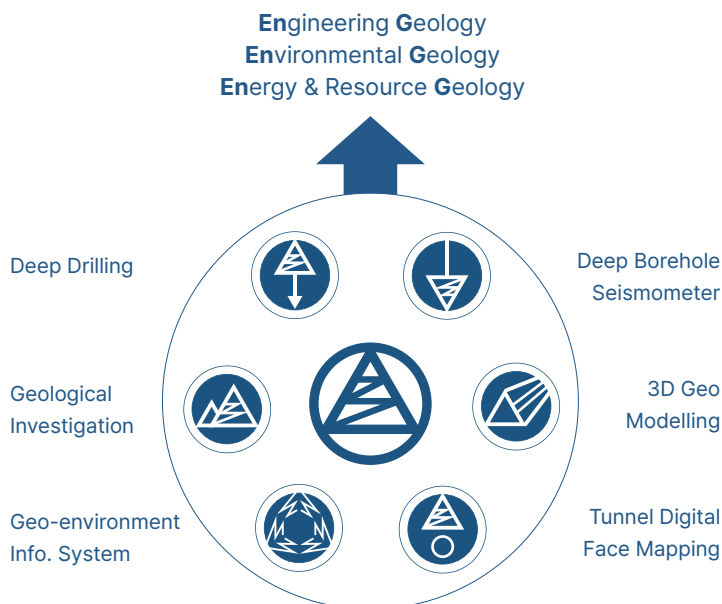 Engineering Geology
Environmental Geology
Energy & Resource Geology
Deep Drilling
Deep Borehole
Seismometer
Geological
Investigation
3D Geo
Modelling
Geo-environment
Info. System
Tunnel Digital
Face Mapping